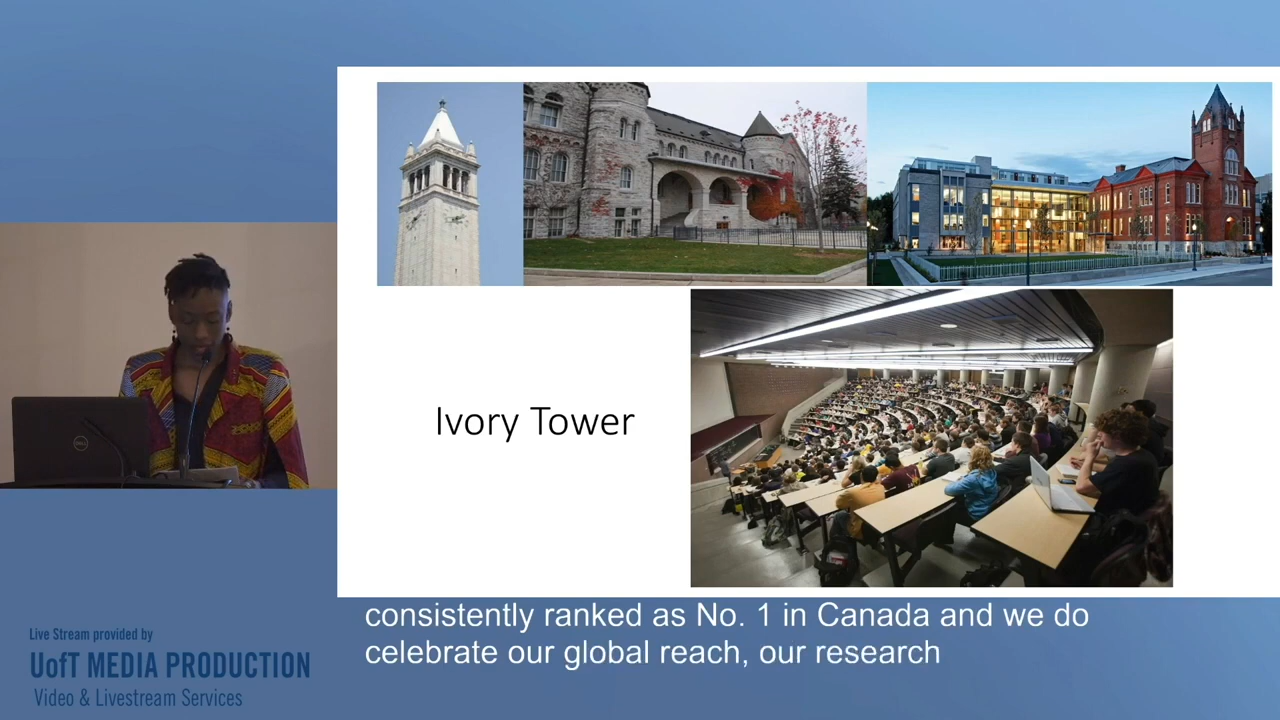 Ivory Tower
consistently ranked as No. 1 in Canada and we do
celebrate our global reach, our research
Live Stream provided by
UofT MEDIA PRODUCTION
Video & Livestream Services
DELL